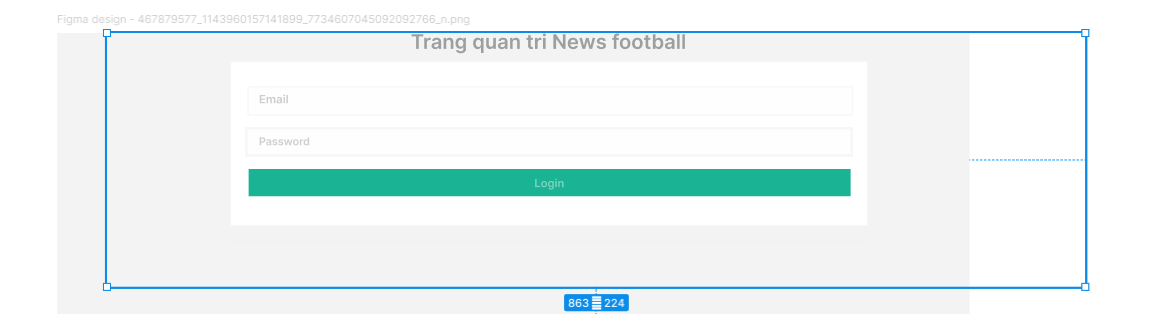 Figma design - 467879577_1143960157141899_7734607045092092766_n.png
Trang quan tri News football
Email
Password
Login
863 224